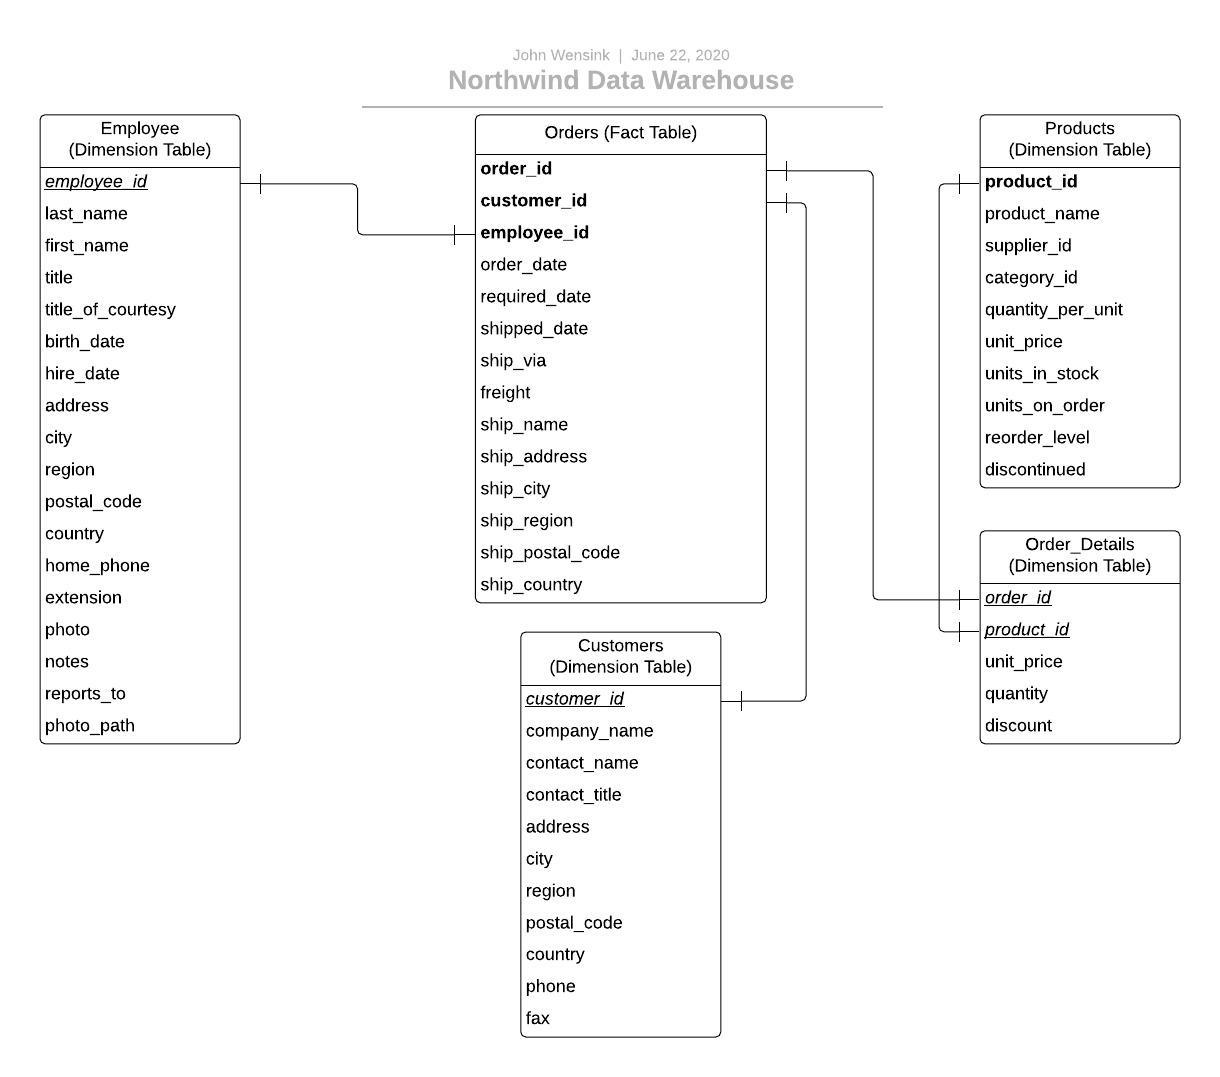 John Wensink | June 22, 2020
Northwind Data Warehouse
Employee
(Dimension Table)
employee_id
last_name
first_name
title
title_of_courtesy
birth_date
hire_date
address
city
region
postal_code
country
home_phone
extension
photo
notes
reports_to
photo_path
Orders (Fact Table)
order_id
customer_id
employee_id
order_date
required_date
shipped_date
ship_via
freight
ship_name
ship_address
ship_city
ship_region
ship_postal_code
ship_country
Customers
(Dimension Table)
customer_id
company_name
contact_name
contact_title
address
city
region
postal_code
country
phone
fax
Products
(Dimension Table)
product_id
product_name
supplier_id
category_id
quantity_per_unit
unit_price
units_in_stock
units_on_order
reorder_level
discontinued
Order_Details
(Dimension Table)
order_id
product_id
unit_price
quantity
discount